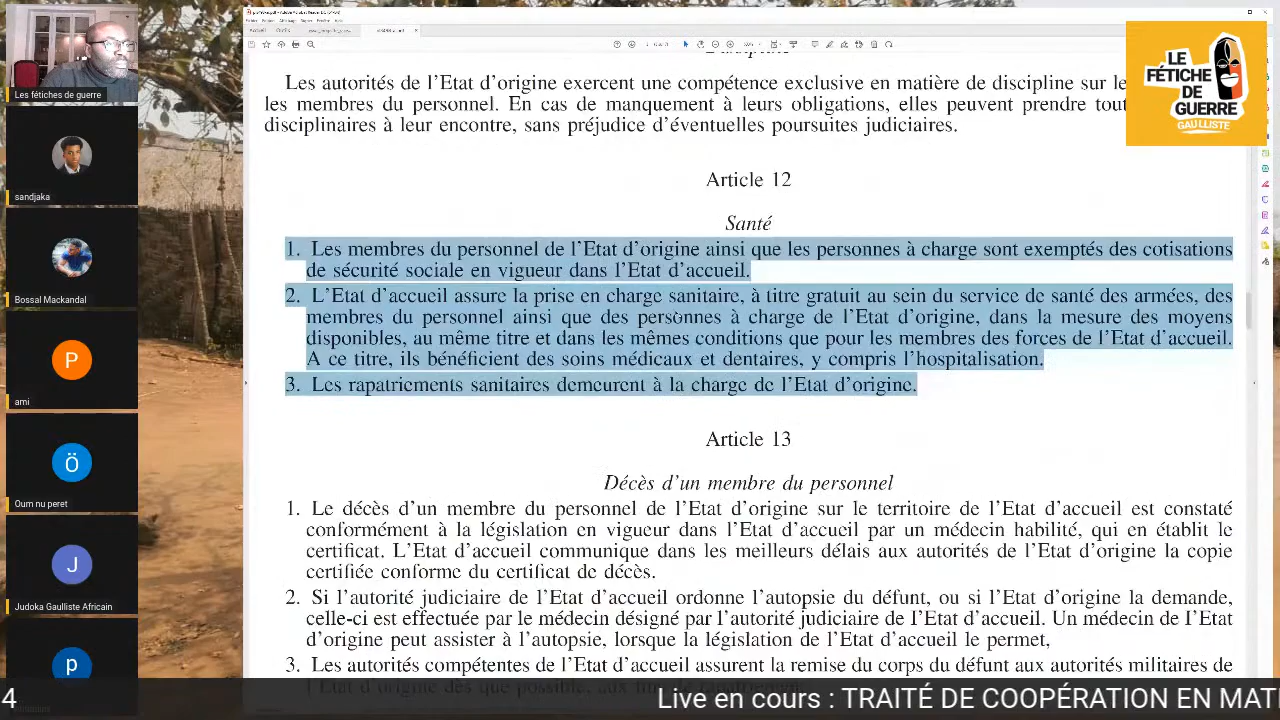 Les fétiches de guerre
sandjaka
Bossal Mackandal
P
ami
Ö
Oum nu peret
J
Judoka Gaulliste Africain
p
4
Accueil
Les autorités de l'Etat d'origine exercent une compétence exclusive en matière de discipline sur le
les membres du personnel. En cas de manquement à leurs obligations, elles peuvent prendre tout
disciplinaires à leur encontre, sans préjudice d'éventuelles poursuites judiciaires.
LE
FÉTICHE
DE
GUERRE
GAULLISTE
Article 12
Santé
1. Les membres du personnel de l'Etat d'origine ainsi que les personnes à charge sont exemptés des cotisations
de sécurité sociale en vigueur dans l'Etat d'accueil.
2. L'Etat d'accueil assure la prise en charge sanitaire, à titre gratuit au sein du service de santé des armées, des
membres du personnel ainsi que des personnes à charge de l'Etat d'origine, dans la mesure des moyens
disponibles, au même titre et dans les mêmes conditions que pour les membres des forces de l'Etat d'accueil.
A ce titre, ils bénéficient des soins médicaux et dentaires, y compris l'hospitalisation.
3. Les rapatriements sanitaires demeurent à la charge de l'Etat d'origine.
Article 13
Décès d'un membre du personnel
1. Le décès d'un membre du personnel de l'Etat d'origine sur le territoire de l'Etat d'accueil est constaté
conformément à la législation en vigueur dans l'Etat d'accueil par un médecin habilité, qui en établit le
certificat. L'Etat d'accueil communique dans les meilleurs délais aux autorités de l'Etat d'origine la copie
certifiée conforme du certificat de décès.
2. Si l'autorité judiciaire de l'Etat d'accueil ordonne l'autopsie du défunt, ou si l'Etat d'origine la demande,
celle-ci est effectuée par le médecin désigné par l'autorité judiciaire de l'Etat d'accueil. Un médecin de l'Etat
d'origine peut assister à l'autopsie, lorsque la législation de l'Etat d'accueil le permet,
3. Les autorités compétentes de l'Etat d'accueil assurent la remise du corps du défunt aux autorités militaires de
l'Etat d'origine dès que possible, aux fins de rapatriement.
Live en cours : TRAITÉ DE COOPÉRATION EN MAT